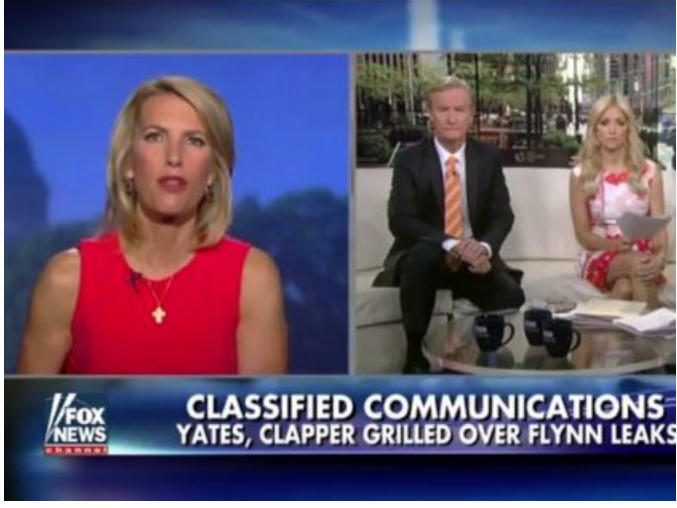 CLASSIFIED COMMUNICATIONS
FOX
NEWS
channel
YATES, CLAPPER GRILLED OVER FLYNN LEAKS